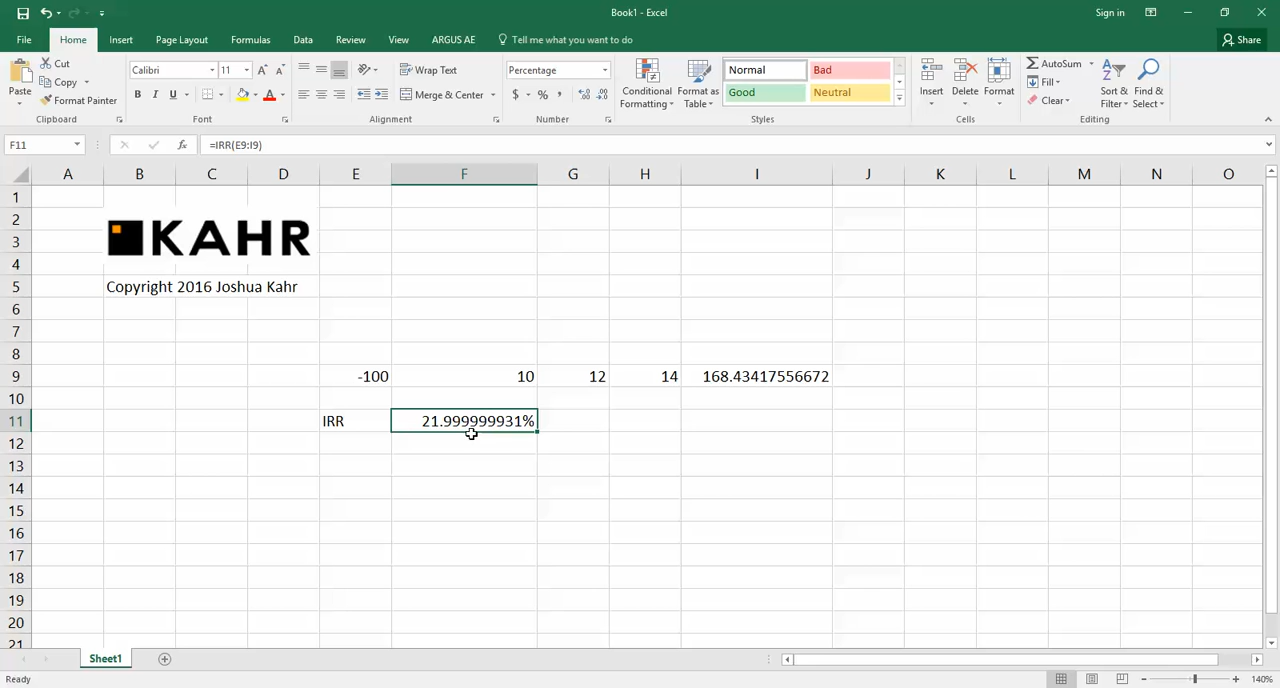 Book1 - Excel
Sign in
File Home Insert Page Layout Formulas Data Review View ARGUS AE Tell me what you want to do Share
Paste
Cut
Copy
Format Painter
Clipboard
Calibri 11
B I U
Font
Wrap Text
Merge & Center
Alignment
Percentage
$ % ,
Number
Conditional Formatting
Format as Table
Normal Bad
Good Neutral
Styles
Insert Delete Format
Cells
AutoSum
Fill
Clear
Sort & Filter
Find & Select
Editing
F11 fx =IRR(E9:I9)
A B C D E F G H I J K L M N O
1
2
KAHR
3
4
5 Copyright 2016 Joshua Kahr
6
7
8
9 -100 10 12 14 168.43417556672
10
11 IRR 21.999999931%
12
13
14
15
16
17
18
19
20
21
Sheet1
Ready 140%